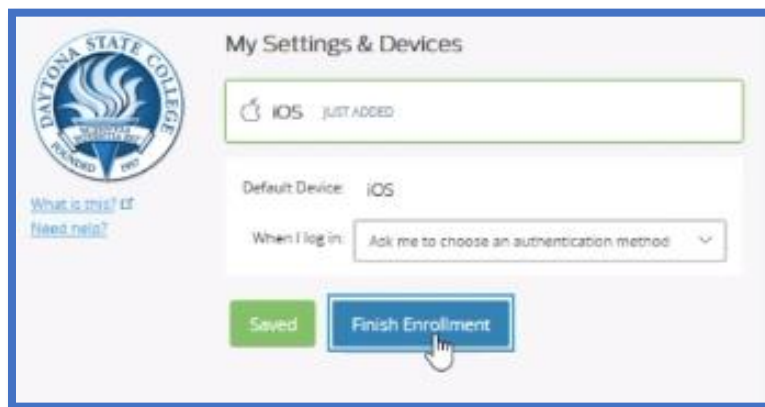 DAYTONA STATE COLLEGE
FOUNDED 1957
My Settings & Devices
iOS JUST ADDED
What is this?
Need help?
Default Device: iOS
When I log in: Ask me to choose an authentication method
Saved
Finish Enrollment